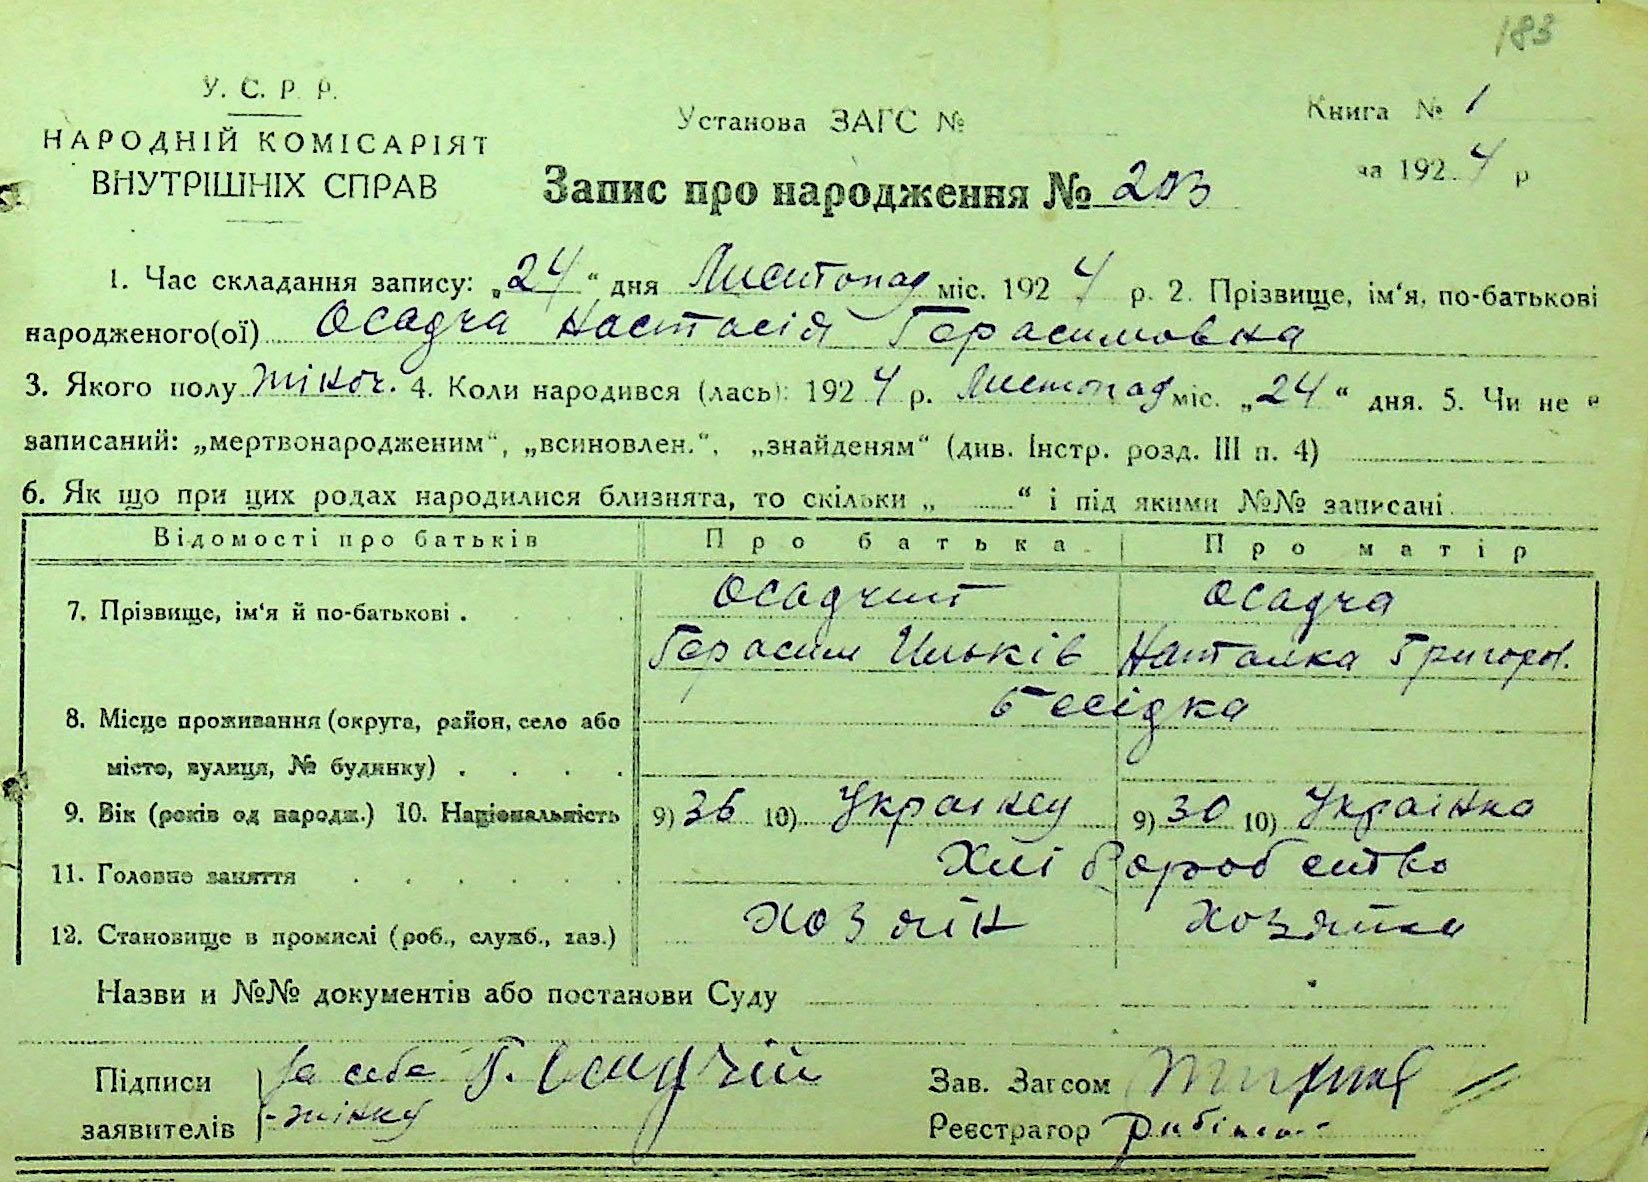 183
У. С. Р. Р.
НАРОДНІЙ КОМІСАРІЯТ
ВНУТРІШНІХ СПРАВ
Установа ЗАГС №
Книга № 1
на 1924 р
Запис про народження № 203
1. Час складання запису: „24“ дня Листопад міс. 1924 р. 2. Прізвище, ім‘я, по-батькові
народженого(ої) Осадча Настасія Герасимовна
3. Якого полу жіноч. 4. Коли народився (лась): 1924 р. Листопад міс. „24“ дня. 5. Чи не є
записаний: „мертвонародженим“, „всиновлен.“, „знайденям“ (див. Інстр. розд. III п. 4)
6. Як що при цих родах народилися близнята, то скільки „ “ і під якими №№ записані
Відомості про батьків Про батька. Про матір
7. Прізвище, ім‘я й по-батькові . Осадчий Осадча
Герасим Ильків Наталка Григоров.
8. Місце проживання (округа, район, село або Бесідка
місто, вулиця, № будинку) . . . .
9. Вік (років од народж.) 10. Національність 9) 36 10) Українец 9) 30 10) Українка
11. Головне заняття . . . . . . Хліборобство
12. Становище в промислі (роб., служб., хаз.) хозяїн хозяйка
Назви и №№ документів або постанови Суду
Підписи За себе Г. Осадчій Зав. Загсом
заявителів жінку Реєстратор